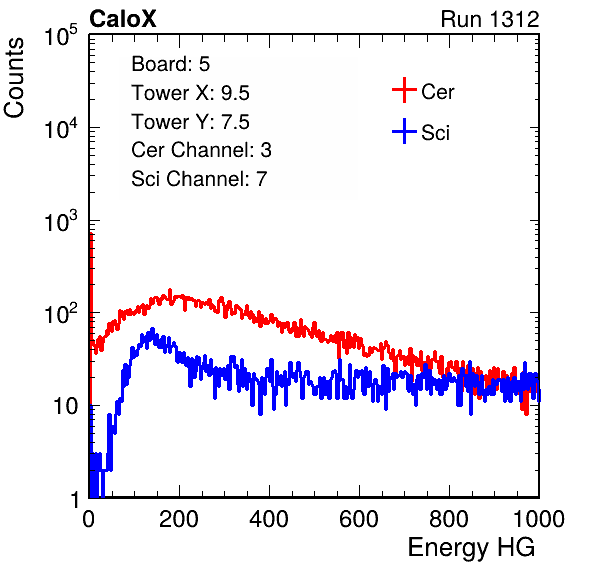 CaloX Run 1312
Counts
10^5
10^4
10^3
10^2
10
1
Board: 5
Tower X: 9.5
Tower Y: 7.5
Cer Channel: 3
Sci Channel: 7
Cer
Sci
0 200 400 600 800 1000
Energy HG